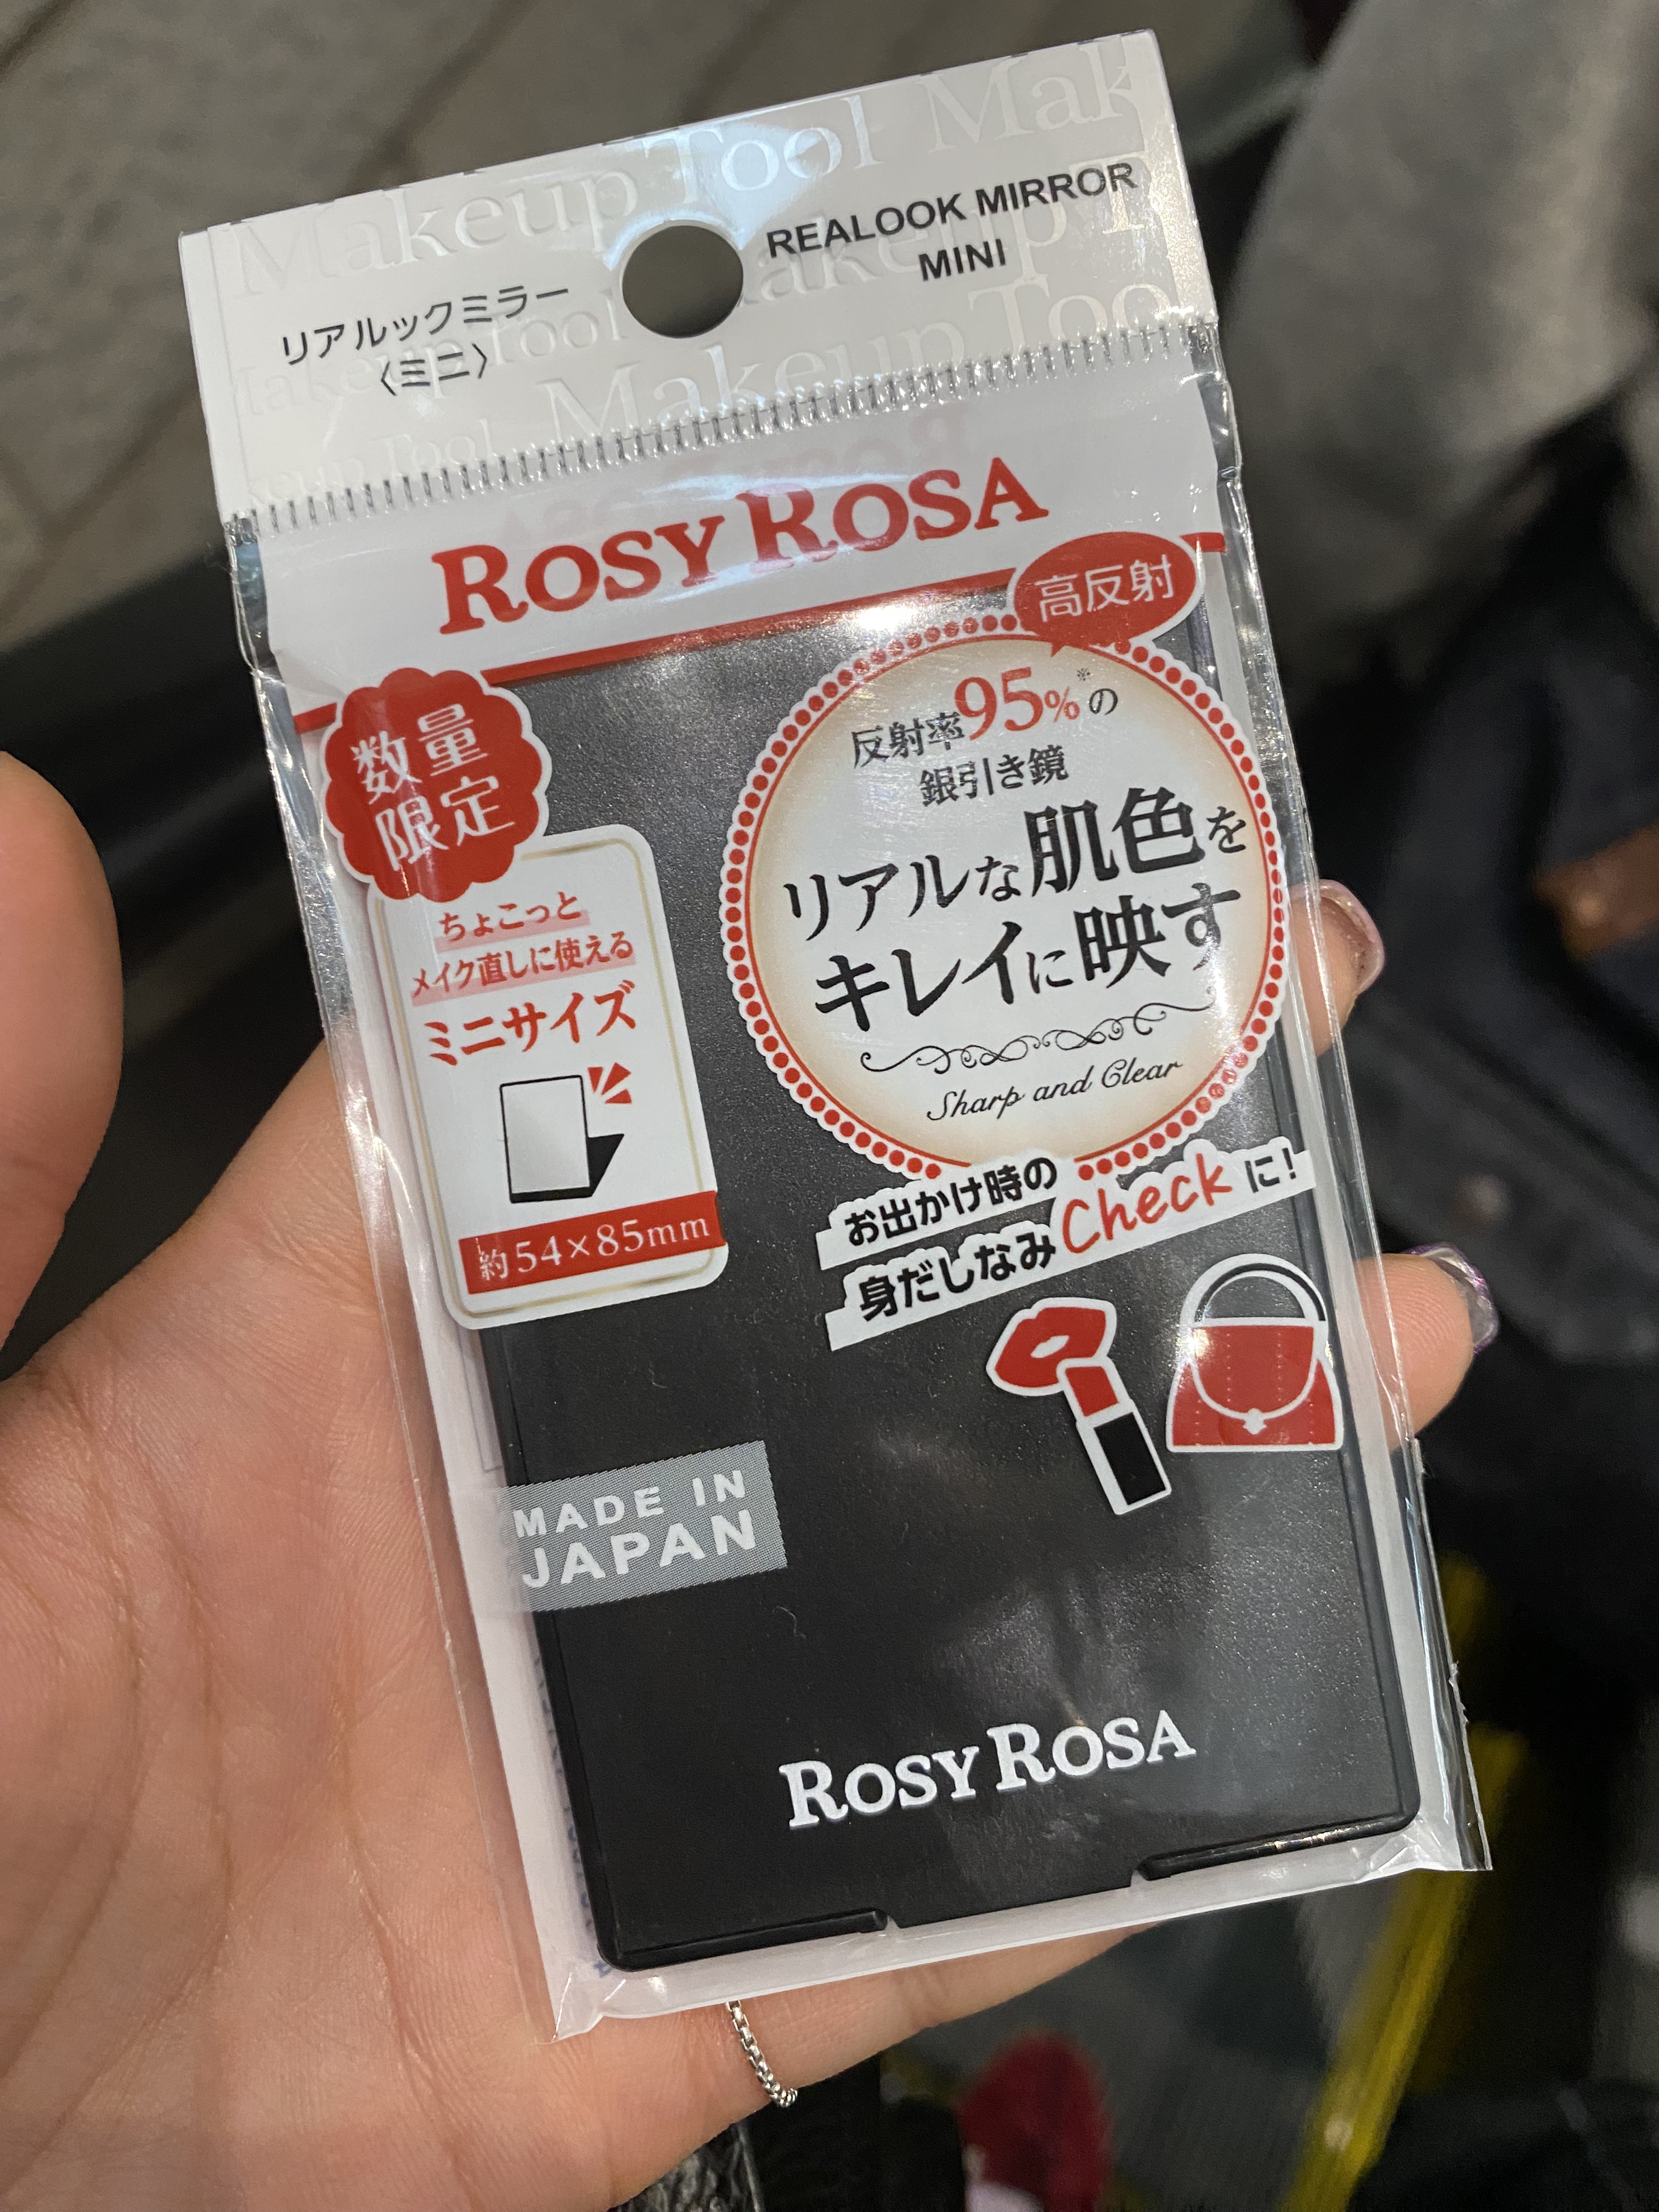 Makeup Tool Mak
REALOOK MIRROR
MINI
リアルックミラー
〈ミニ〉
Makeup Too
ROSY ROSA
高反射
反射率95%※の
銀引き鏡
リアルな肌色を
キレイに映す
Sharp and Clear
数量
限定
ちょこっと
メイク直しに使える
ミニサイズ
約54×85mm
お出かけ時の
身だしなみCheckに!
MADE IN
JAPAN
ROSY ROSA